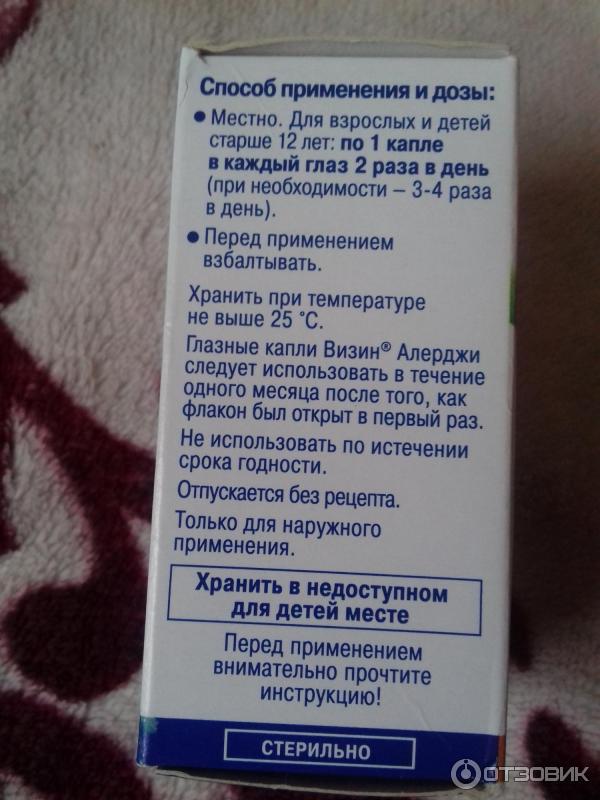 Способ применения и дозы:
● Местно. Для взрослых и детей
старше 12 лет: по 1 капле
в каждый глаз 2 раза в день
(при необходимости – 3-4 раза
в день).
● Перед применением
взбалтывать.
Хранить при температуре
не выше 25 °С.
Глазные капли Визин® Алерджи
следует использовать в течение
одного месяца после того, как
флакон был открыт в первый раз.
Не использовать по истечении
срока годности.
Отпускается без рецепта.
Только для наружного
применения.
Хранить в недоступном
для детей месте
Перед применением
внимательно прочтите
инструкцию!
СТЕРИЛЬНО
ОТЗОВИК